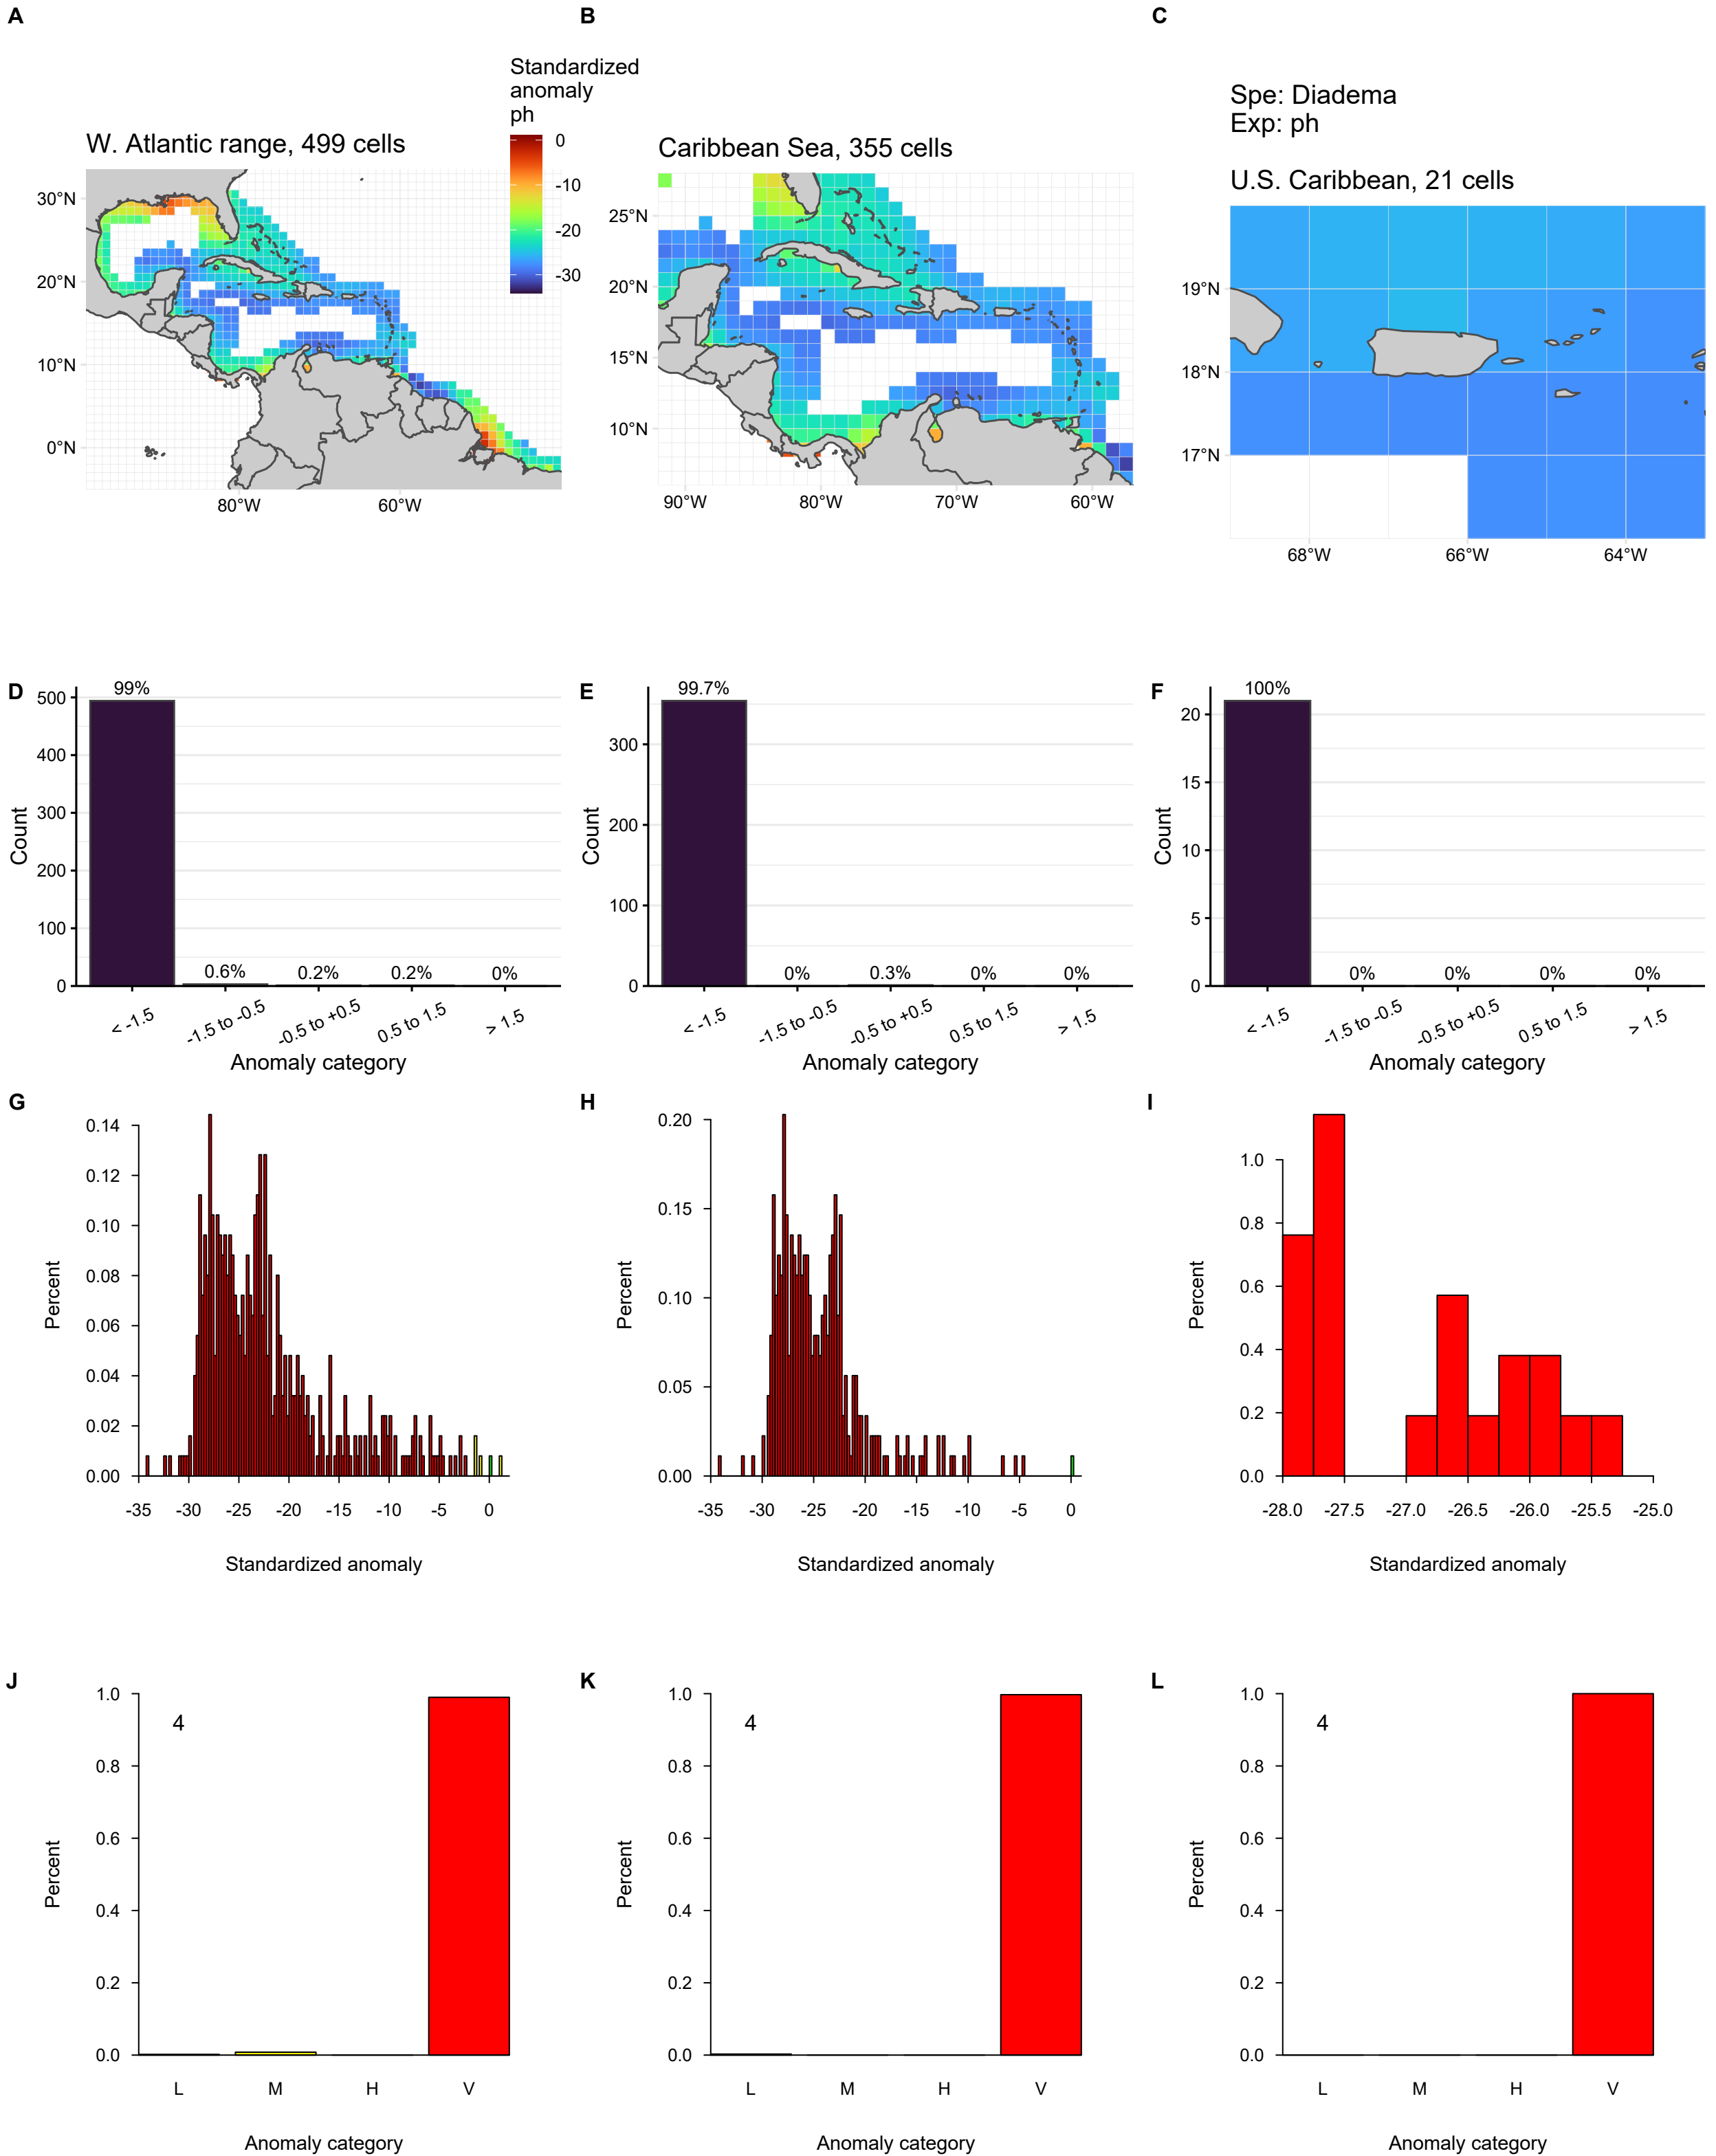 A
B
C
Standardized
anomaly
ph
0
-10
-20
-30
W. Atlantic range, 499 cells
30°N
20°N
10°N
0°N
80°W
60°W
Caribbean Sea, 355 cells
25°N
20°N
15°N
10°N
90°W
80°W
70°W
60°W
Spe: Diadema
Exp: ph
U.S. Caribbean, 21 cells
19°N
18°N
17°N
68°W
66°W
64°W
D
500
400
300
200
100
0
Count
99%
0.6%
0.2%
0.2%
0%
< -1.5
-1.5 to -0.5
-0.5 to +0.5
0.5 to 1.5
> 1.5
Anomaly category
E
300
200
100
0
Count
99.7%
0%
0.3%
0%
0%
< -1.5
-1.5 to -0.5
-0.5 to +0.5
0.5 to 1.5
> 1.5
Anomaly category
F
20
15
10
5
0
Count
100%
0%
0%
0%
0%
< -1.5
-1.5 to -0.5
-0.5 to +0.5
0.5 to 1.5
> 1.5
Anomaly category
G
0.14
0.12
0.10
0.08
0.06
0.04
0.02
0.00
Percent
-35
-30
-25
-20
-15
-10
-5
0
Standardized anomaly
H
0.20
0.15
0.10
0.05
0.00
Percent
-35
-30
-25
-20
-15
-10
-5
0
Standardized anomaly
I
1.0
0.8
0.6
0.4
0.2
0.0
Percent
-28.0
-27.5
-27.0
-26.5
-26.0
-25.5
-25.0
Standardized anomaly
J
1.0
0.8
0.6
0.4
0.2
0.0
Percent
4
L
M
H
V
Anomaly category
K
1.0
0.8
0.6
0.4
0.2
0.0
Percent
4
L
M
H
V
Anomaly category
L
1.0
0.8
0.6
0.4
0.2
0.0
Percent
4
L
M
H
V
Anomaly category